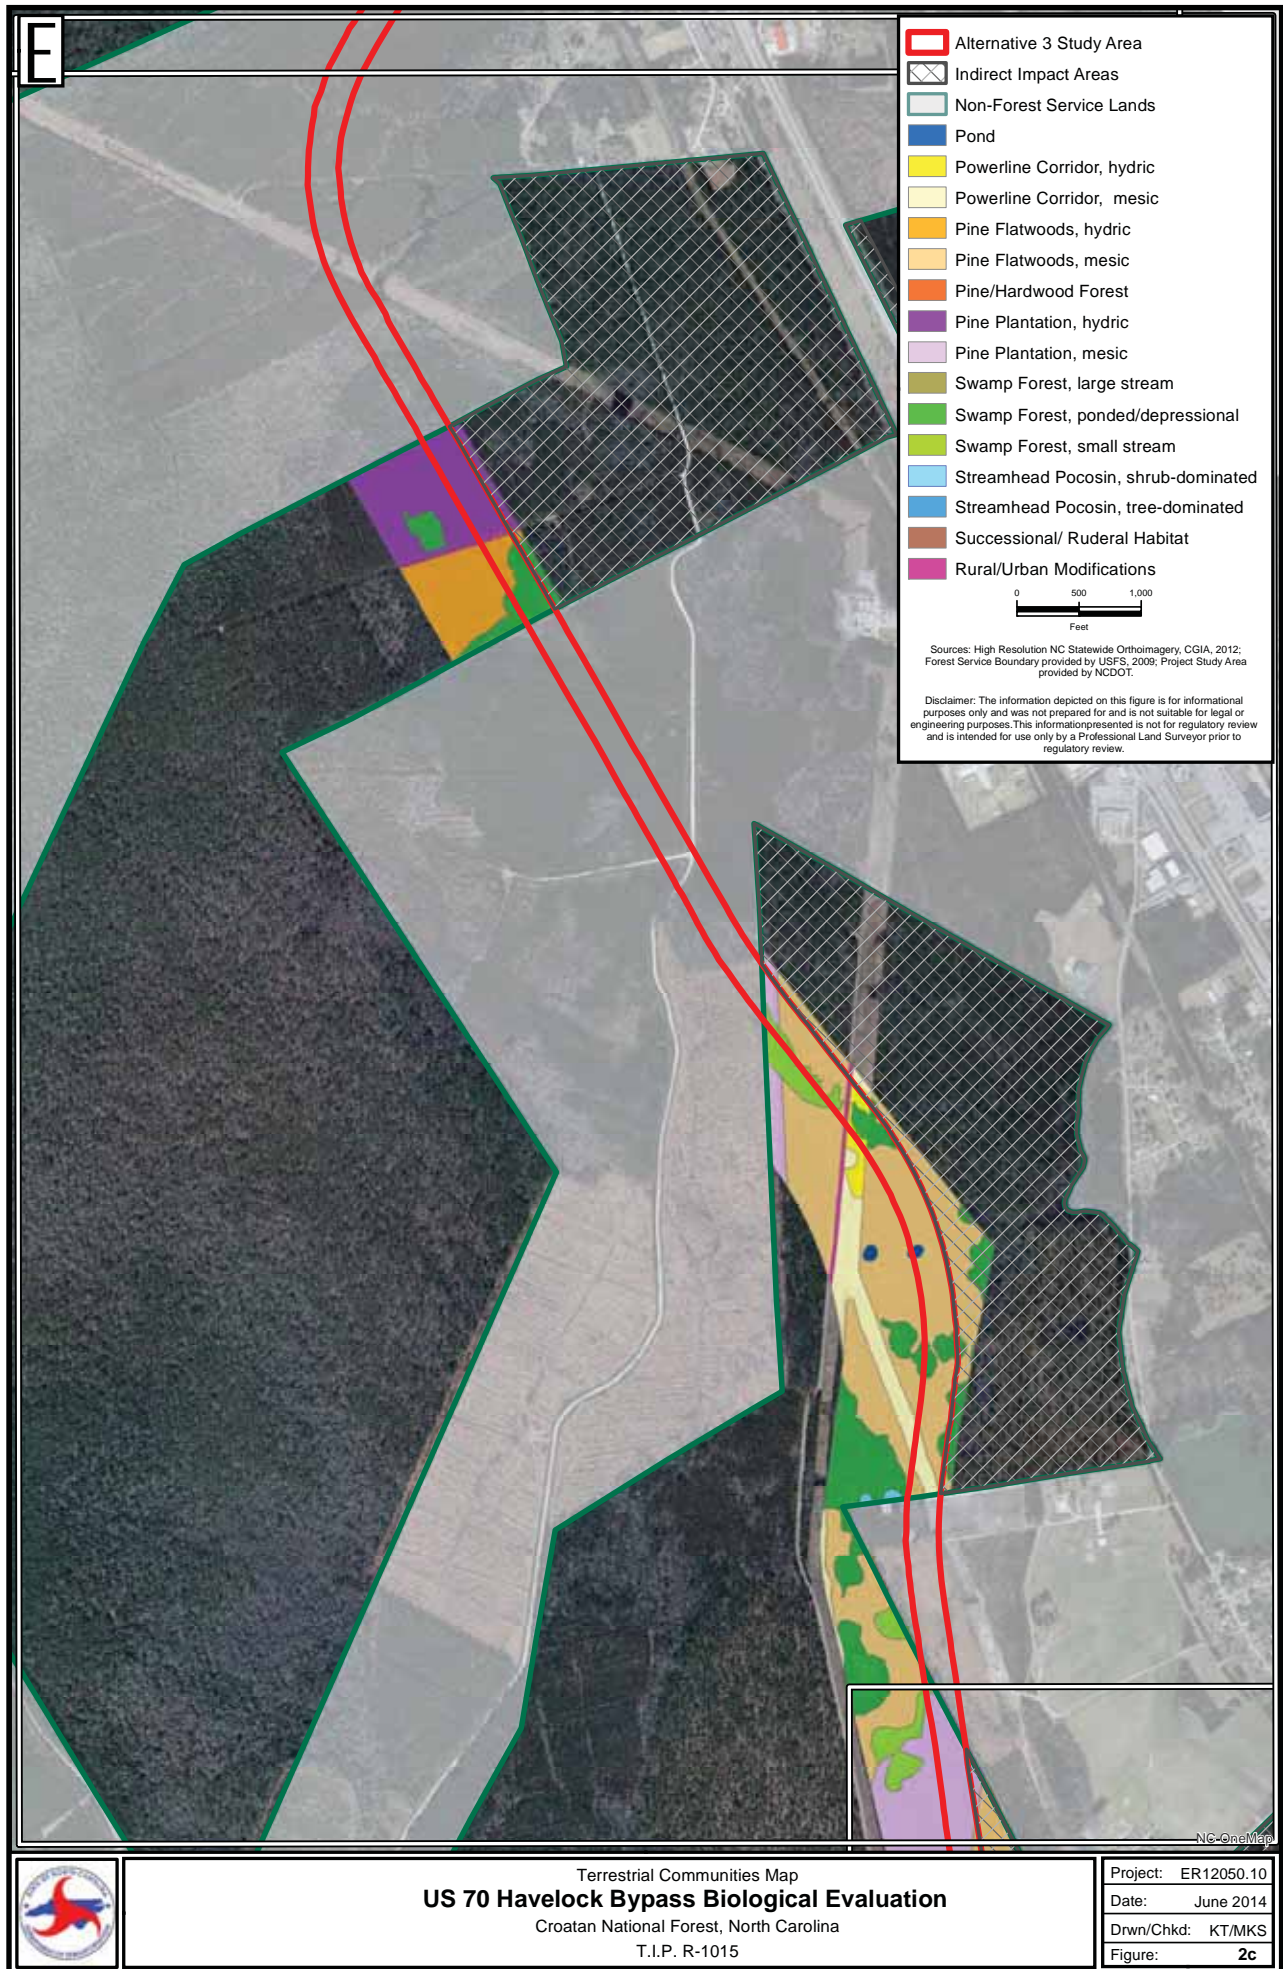 E
Alternative 3 Study Area
Indirect Impact Areas
Non-Forest Service Lands
Pond
Powerline Corridor, hydric
Powerline Corridor, mesic
Pine Flatwoods, hydric
Pine Flatwoods, mesic
Pine/Hardwood Forest
Pine Plantation, hydric
Pine Plantation, mesic
Swamp Forest, large stream
Swamp Forest, ponded/depressional
Swamp Forest, small stream
Streamhead Pocosin, shrub-dominated
Streamhead Pocosin, tree-dominated
Successional/ Ruderal Habitat
Rural/Urban Modifications
0 500 1,000
Feet
Sources: High Resolution NC Statewide Orthoimagery, CGIA, 2012;
Forest Service Boundary provided by USFS, 2009; Project Study Area
provided by NCDOT.
Disclaimer: The information depicted on this figure is for informational
purposes only and was not prepared for and is not suitable for legal or
engineering purposes.This informationpresented is not for regulatory review
and is intended for use only by a Professional Land Surveyor prior to
regulatory review.
NC OneMap
Terrestrial Communities Map
US 70 Havelock Bypass Biological Evaluation
Croatan National Forest, North Carolina
T.I.P. R-1015
Project: ER12050.10
Date: June 2014
Drwn/Chkd: KT/MKS
Figure: 2c